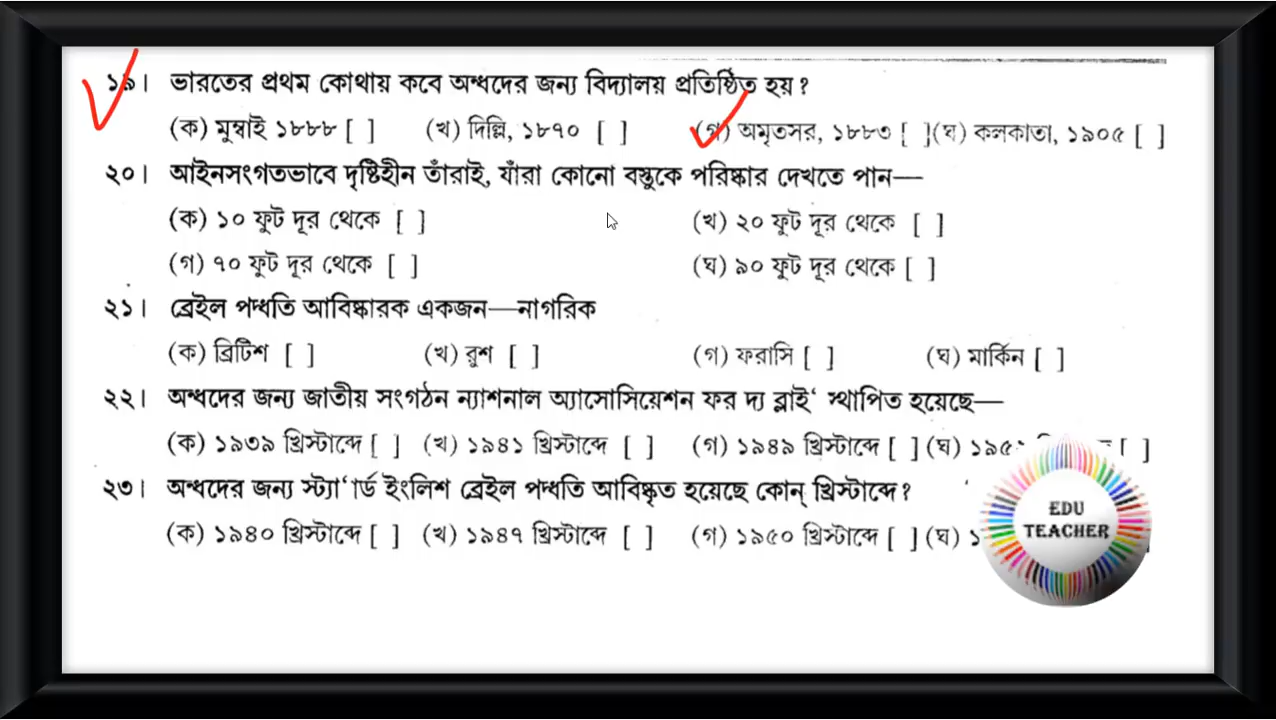 ১৯। ভারতের প্রথম কোথায় কবে অন্ধদের জন্য বিদ্যালয় প্রতিষ্ঠিত হয়?
(ক) মুম্বাই ১৮৮৮ [ ] (খ) দিল্লি, ১৮৭০ [ ] (গ) অমৃতসর, ১৮৮৩ [ ] (ঘ) কলকাতা, ১৯০৫ [ ]
২০। আইনসংগতভাবে দৃষ্টিহীন তাঁরাই, যাঁরা কোনো বস্তুকে পরিষ্কার দেখতে পান—
(ক) ১০ ফুট দূর থেকে [ ] (খ) ২০ ফুট দূর থেকে [ ]
(গ) ৭০ ফুট দূর থেকে [ ] (ঘ) ৯০ ফুট দূর থেকে [ ]
২১। ব্রেইল পদ্ধতি আবিষ্কারক একজন—নাগরিক
(ক) ব্রিটিশ [ ] (খ) রুশ [ ] (গ) ফরাসি [ ] (ঘ) মার্কিন [ ]
২২। অন্ধদের জন্য জাতীয় সংগঠন ন্যাশনাল অ্যাসোসিয়েশন ফর দ্য ব্লাই‘ স্থাপিত হয়েছে—
(ক) ১৯৩৯ খ্রিস্টাব্দে [ ] (খ) ১৯৪১ খ্রিস্টাব্দে [ ] (গ) ১৯৪৯ খ্রিস্টাব্দে [ ] (ঘ) [ ]
২৩। অন্ধদের জন্য স্ট্যা‘র্ড ইংলিশ ব্রেইল পদ্ধতি আবিষ্কৃত হয়েছে কোন্ খ্রিস্টাব্দে?
(ক) ১৯৪০ খ্রিস্টাব্দে [ ] (খ) ১৯৪৭ খ্রিস্টাব্দে [ ] (গ) ১৯৫০ খ্রিস্টাব্দে [ ] (ঘ)
EDU
TEACHER